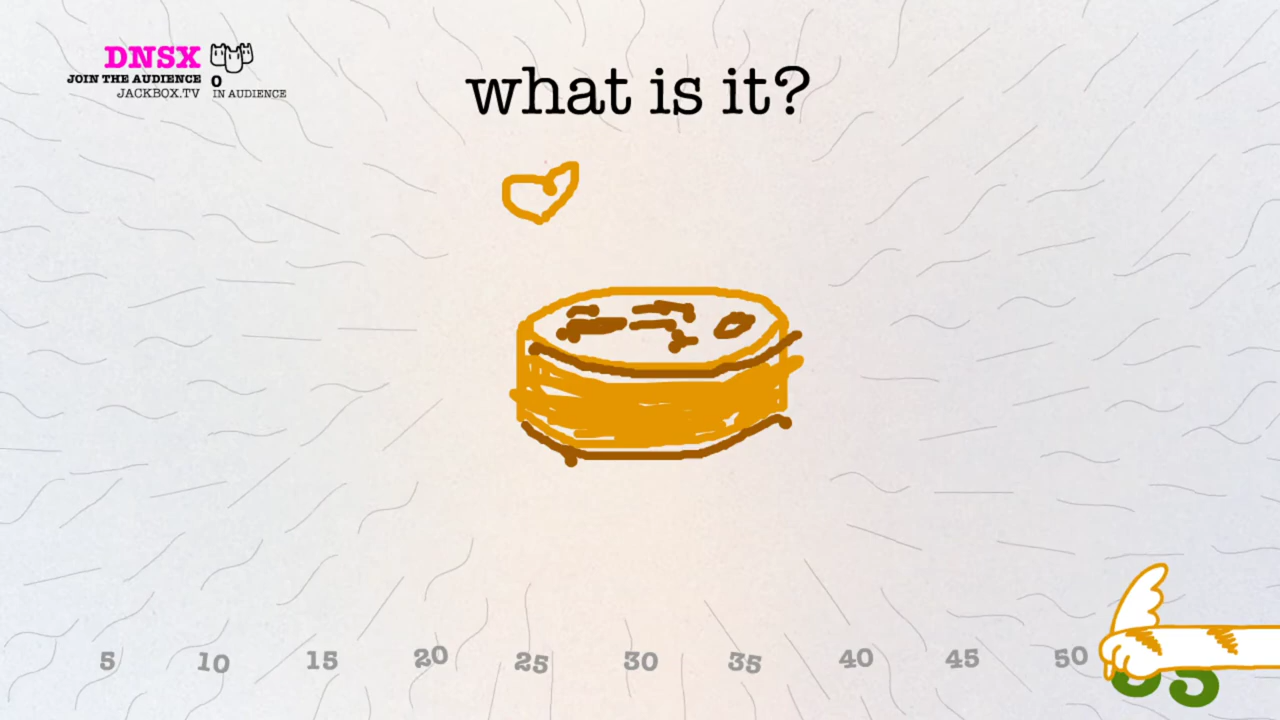 DNSX
JOIN THE AUDIENCE
JACKBOX.TV
0
IN AUDIENCE
what is it?
5 10 15 20 25 30 35 40 45 50